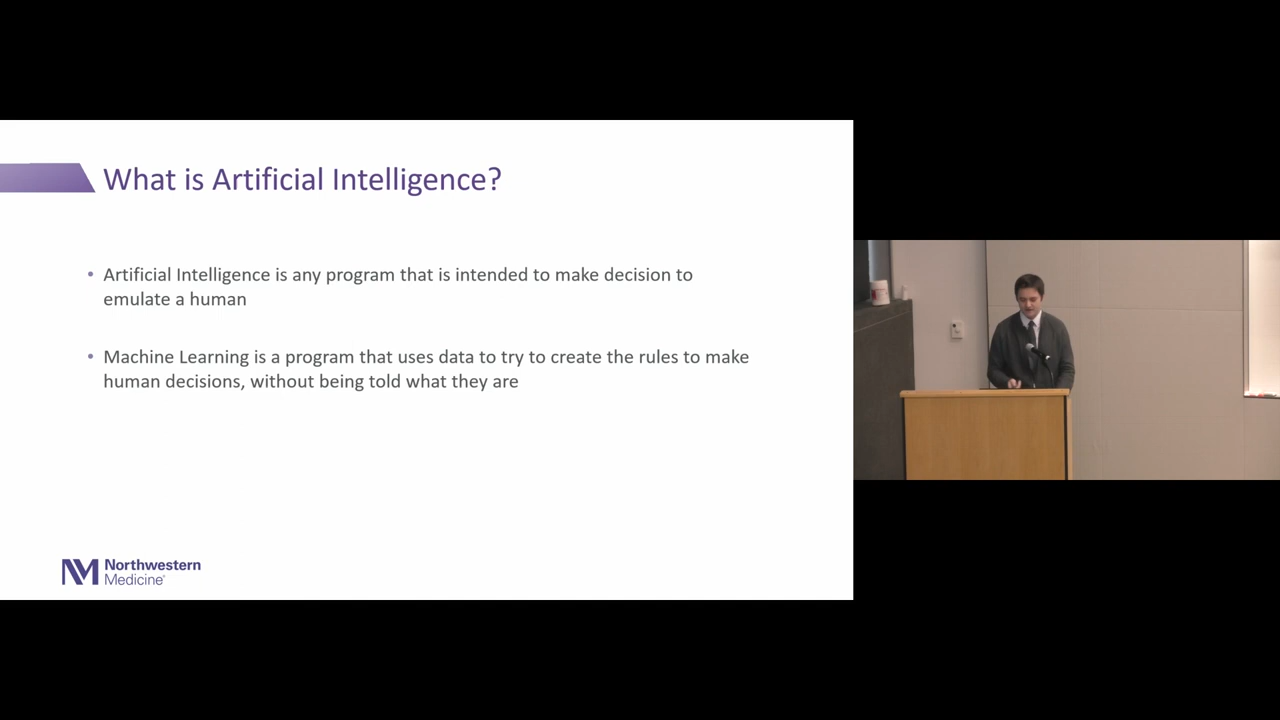 What is Artificial Intelligence?
• Artificial Intelligence is any program that is intended to make decision to
emulate a human
• Machine Learning is a program that uses data to try to create the rules to make
human decisions, without being told what they are
NM Northwestern
Medicine®